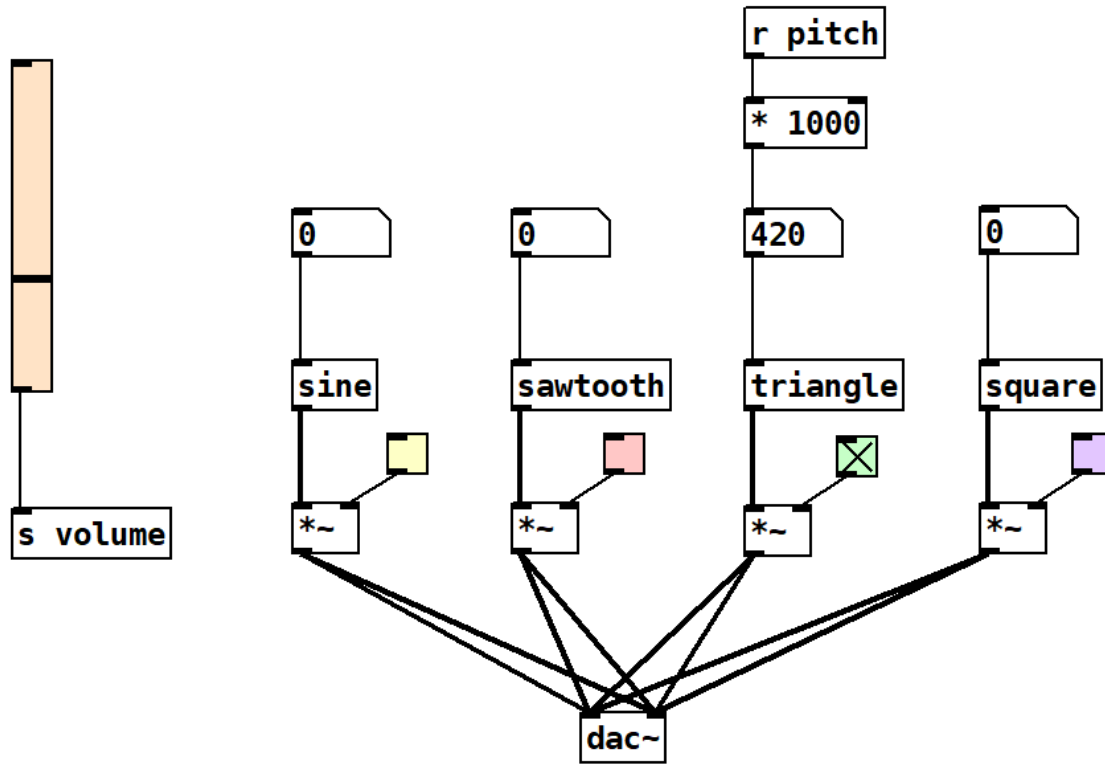 r pitch
* 1000
0
0
420
0
sine
sawtooth
triangle
square
s volume
*~
*~
*~
*~
dac~